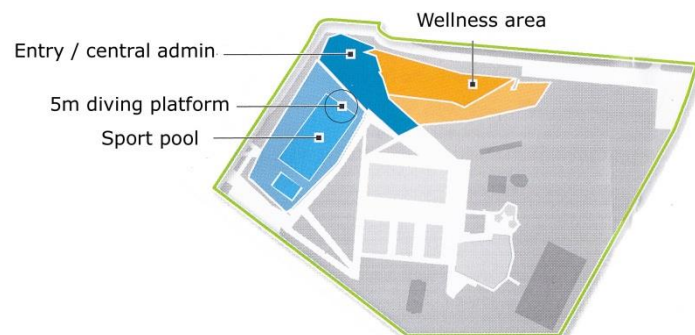 Wellness area
Entry / central admin
5m diving platform
Sport pool